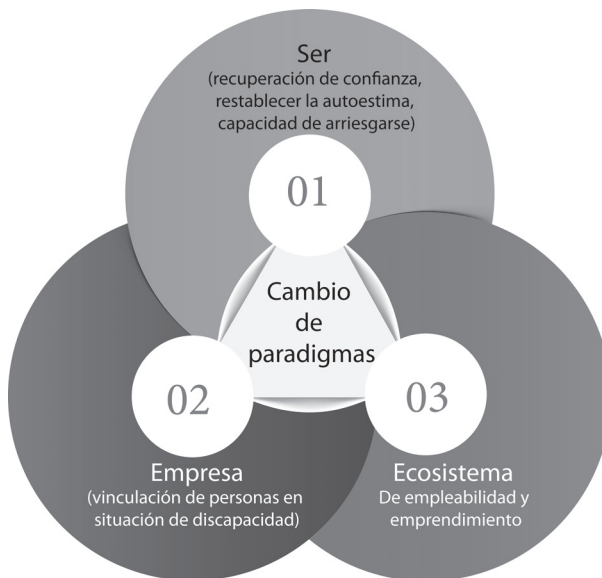 Ser
(recuperación de confianza,
restablecer la autoestima,
capacidad de arriesgarse)
01
Cambio
de
paradigmas
02
03
Empresa
(vinculación de personas en
situación de discapacidad)
Ecosistema
De empleabilidad y
emprendimiento